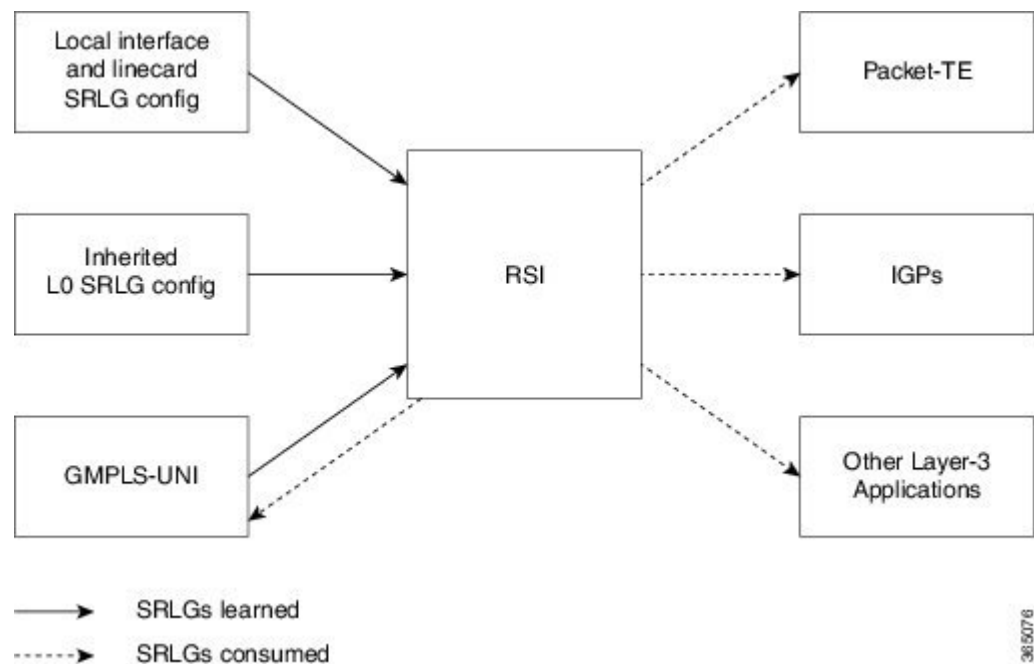 Local interface
and linecard
SRLG config
Packet-TE
Inherited
L0 SRLG config
RSI
IGPs
GMPLS-UNI
Other Layer-3
Applications
SRLGs learned
SRLGs consumed
365076